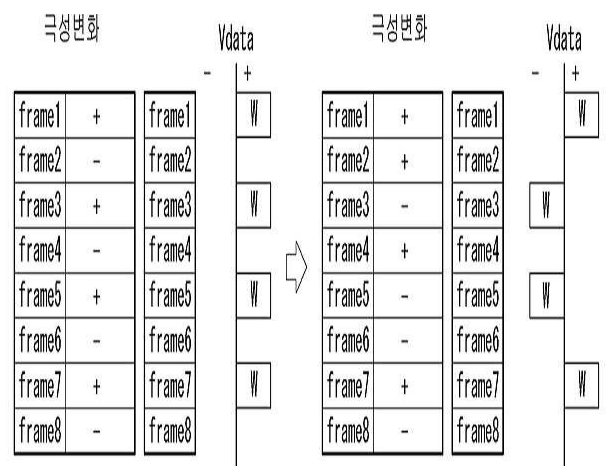 극성변화 Vdata 극성변화 Vdata
- + - +
frame1 + frame1 W frame1 + frame1 W
frame2 - frame2 frame2 + frame2
frame3 + frame3 W frame3 - frame3 W
frame4 - frame4 frame4 + frame4
frame5 + frame5 W frame5 - frame5 W
frame6 - frame6 frame6 - frame6
frame7 + frame7 W frame7 + frame7 W
frame8 - frame8 frame8 - frame8